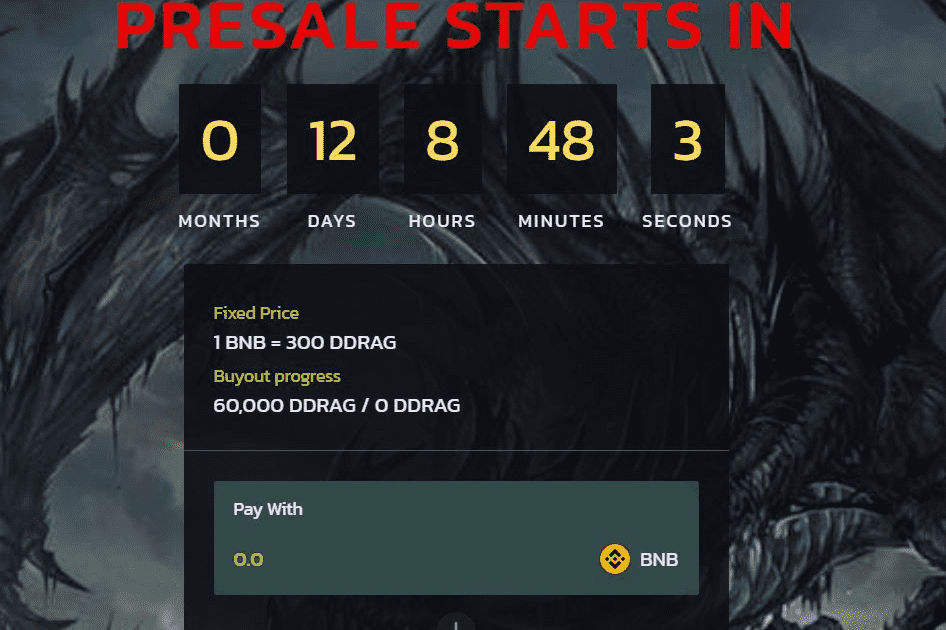 PRESALE STARTS IN
0 12 8 48 3
MONTHS DAYS HOURS MINUTES SECONDS
Fixed Price
1 BNB = 300 DDRAG
Buyout progress
60,000 DDRAG / 0 DDRAG
Pay With
0.0 BNB